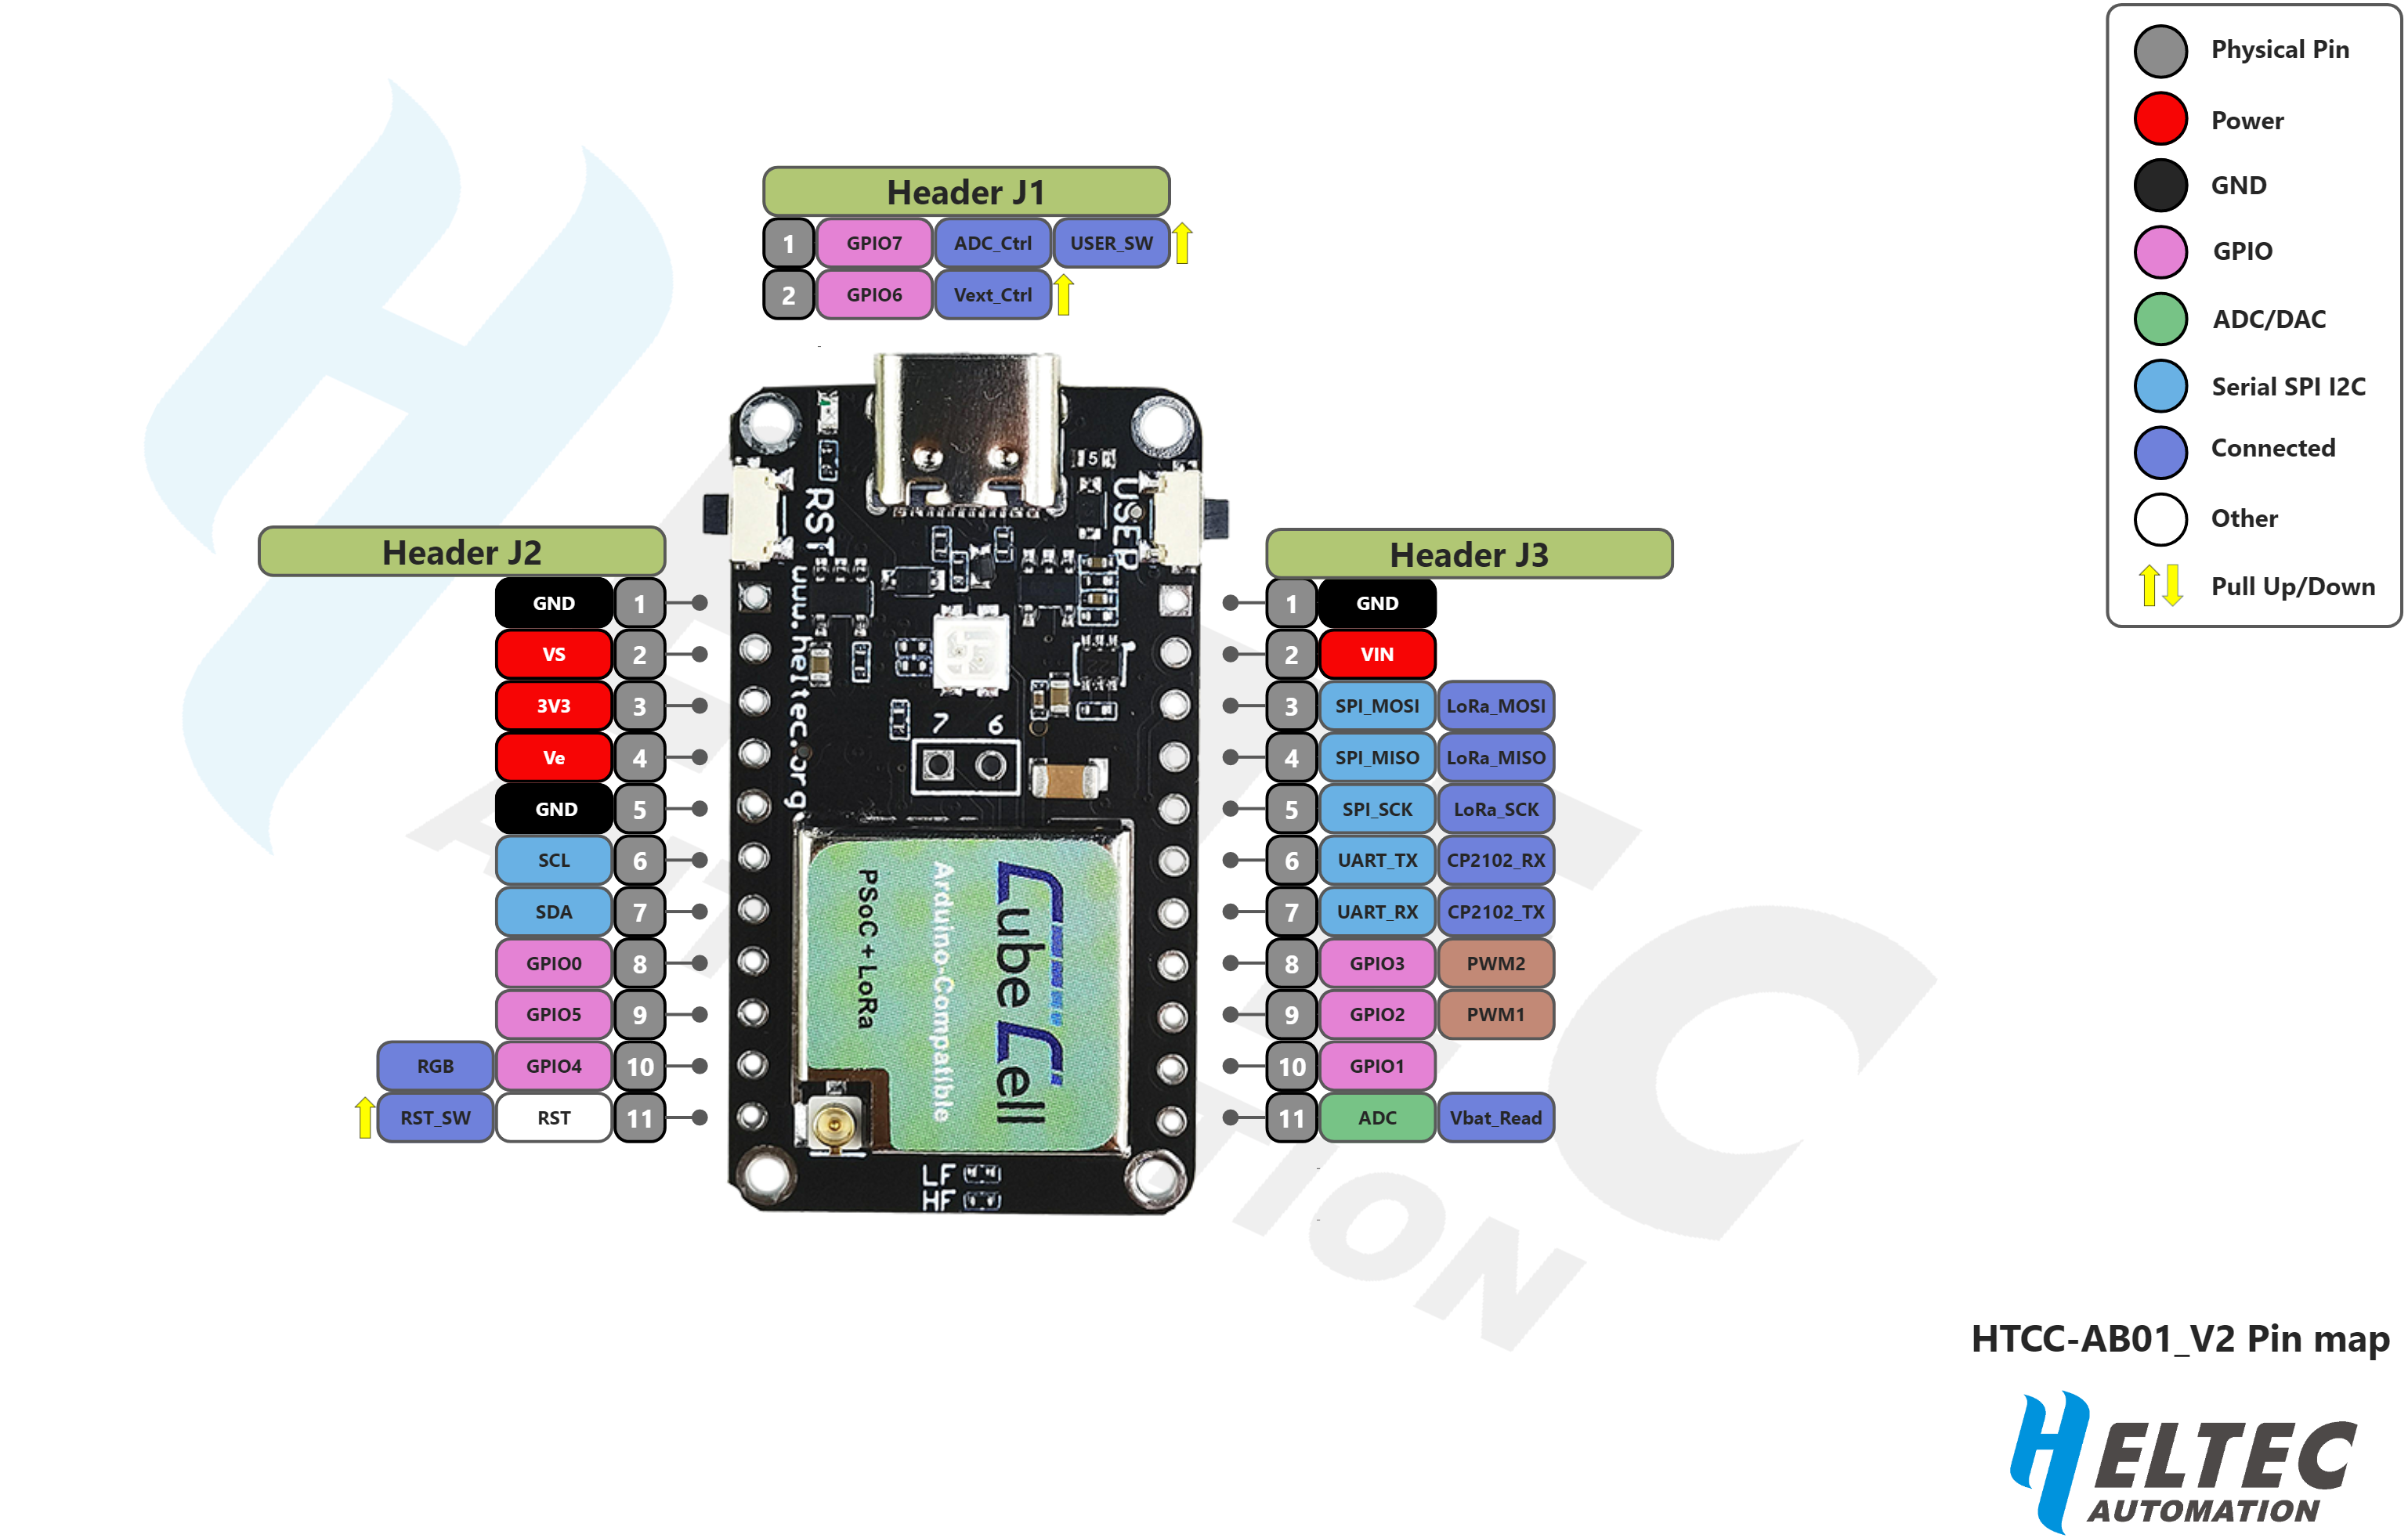 Physical Pin
Power
GND
GPIO
ADC/DAC
Serial SPI I2C
Connected
Other
Pull Up/Down
Header J1
1 GPIO7 ADC_Ctrl USER_SW
2 GPIO6 Vext_Ctrl
Header J2
GND 1
VS 2
3V3 3
Ve 4
GND 5
SCL 6
SDA 7
GPIO0 8
GPIO5 9
RGB GPIO4 10
RST_SW RST 11
RST
USER
5
www.heltec.org
7 6
CubeCell
Arduino-Compatible
PSoC + LoRa
LF
HF
Header J3
1 GND
2 VIN
3 SPI_MOSI LoRa_MOSI
4 SPI_MISO LoRa_MISO
5 SPI_SCK LoRa_SCK
6 UART_TX CP2102_RX
7 UART_RX CP2102_TX
8 GPIO3 PWM2
9 GPIO2 PWM1
10 GPIO1
11 ADC Vbat_Read
HELTEC
AUTOMATION
HTCC-AB01_V2 Pin map
HELTEC
AUTOMATION